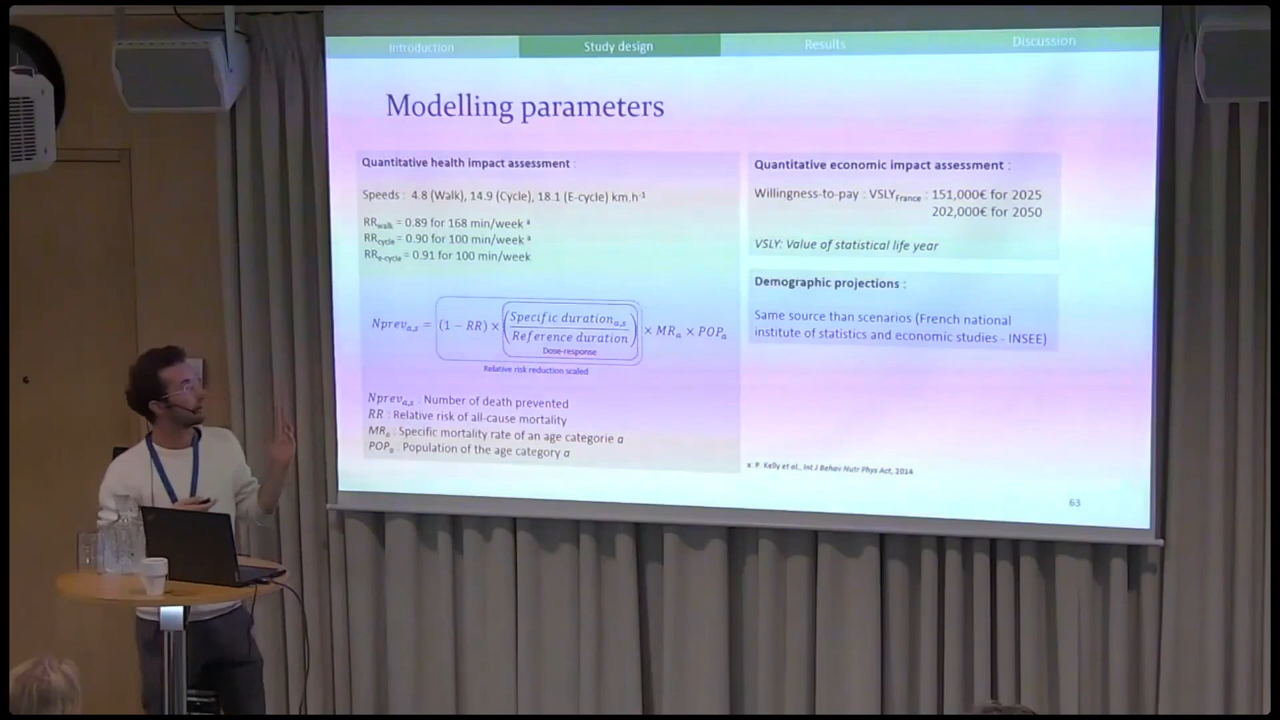 Introduction
Study design
Results
Discussion
Modelling parameters
Quantitative health impact assessment :
Speeds : 4.8 (Walk), 14.9 (Cycle), 18.1 (E-cycle) km.h⁻¹
RRwalk = 0.89 for 168 min/week ᵃ
RRcycle = 0.90 for 100 min/week ᵃ
RRe-cycle = 0.91 for 100 min/week
Npreva,s = (1 − RR) × (Specific durationa,s / Reference duration) × MRa × POPa
Dose-response
Relative risk reduction scaled
Npreva,s : Number of death prevented
RR : Relative risk of all-cause mortality
MRa : Specific mortality rate of an age categorie a
POPa : Population of the age category a
Quantitative economic impact assessment :
Willingness-to-pay : VSLYFrance : 151,000€ for 2025
202,000€ for 2050
VSLY: Value of statistical life year
Demographic projections :
Same source than scenarios (French national
institute of statistics and economic studies - INSEE)
a: P. Kelly et al., Int J Behav Nutr Phys Act, 2014
63